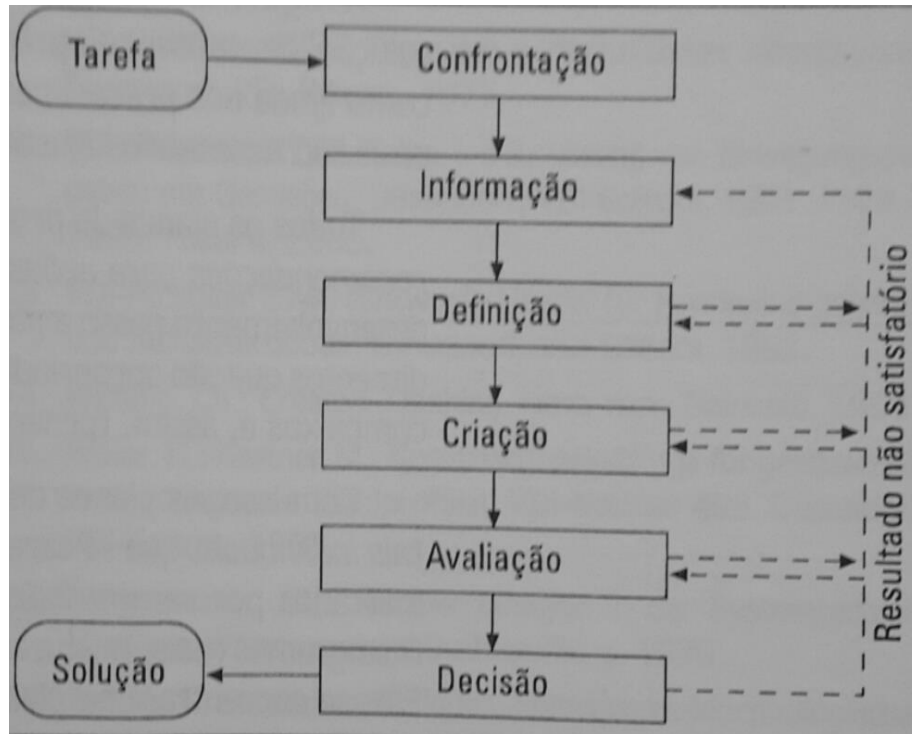 Tarefa
Confrontação
Informação
Definição
Criação
Avaliação
Decisão
Solução
Resultado não satisfatório